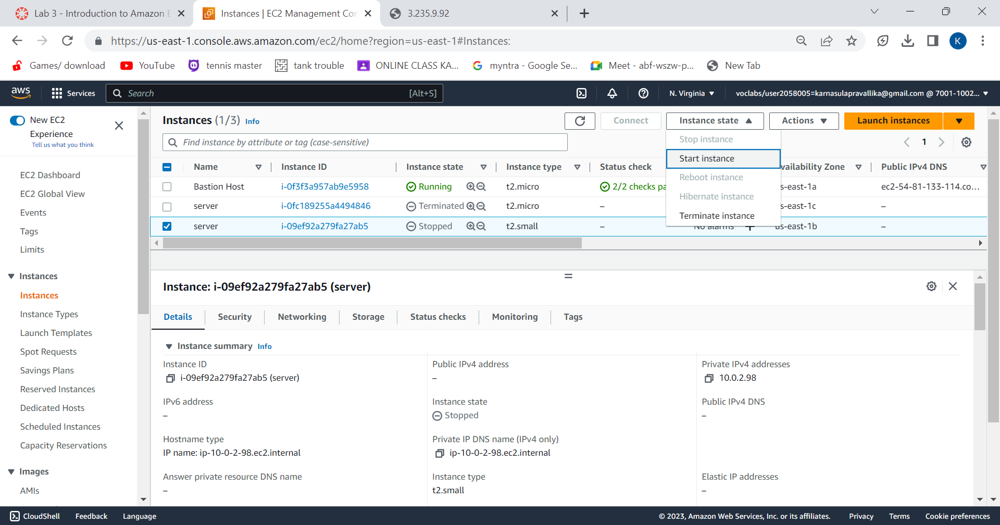 Lab 3 - Introduction to Amazon E
Instances | EC2 Management Con
3.235.9.92
https://us-east-1.console.aws.amazon.com/ec2/home?region=us-east-1#Instances:
K
Games/ download
YouTube
tennis master
tank trouble
ONLINE CLASS KA...
myntra - Google Se...
Meet - abf-wszw-p...
New Tab
aws
Services
Search
[Alt+S]
N. Virginia
voclabs/user2058005=karnasulapravallika@gmail.com @ 7001-1002...
New EC2
Experience
Tell us what you think
EC2 Dashboard
EC2 Global View
Events
Tags
Limits
Instances
Instances
Instance Types
Launch Templates
Spot Requests
Savings Plans
Reserved Instances
Dedicated Hosts
Scheduled Instances
Capacity Reservations
Images
AMIs
Instances (1/3) Info
Connect
Instance state
Actions
Launch instances
Find instance by attribute or tag (case-sensitive)
1
Stop instance
Start instance
Reboot instance
Hibernate instance
Terminate instance
Name Instance ID Instance state Instance type Status check vailability Zone Public IPv4 DNS
Bastion Host i-0f3f3a957ab9e5958 Running t2.micro 2/2 checks pa s-east-1a ec2-54-81-133-114.co...
server i-0fc189255a4494846 Terminated t2.micro – s-east-1c –
server i-09ef92a279fa27ab5 Stopped t2.small – No alarms + us-east-1b –
Instance: i-09ef92a279fa27ab5 (server)
Details
Security
Networking
Storage
Status checks
Monitoring
Tags
Instance summary Info
Instance ID
i-09ef92a279fa27ab5 (server)
Public IPv4 address
–
Private IPv4 addresses
10.0.2.98
IPv6 address
–
Instance state
Stopped
Public IPv4 DNS
–
Hostname type
IP name: ip-10-0-2-98.ec2.internal
Private IP DNS name (IPv4 only)
ip-10-0-2-98.ec2.internal
Answer private resource DNS name
–
Instance type
t2.small
Elastic IP addresses
–
CloudShell
Feedback
Language
© 2023, Amazon Web Services, Inc. or its affiliates.
Privacy
Terms
Cookie preferences